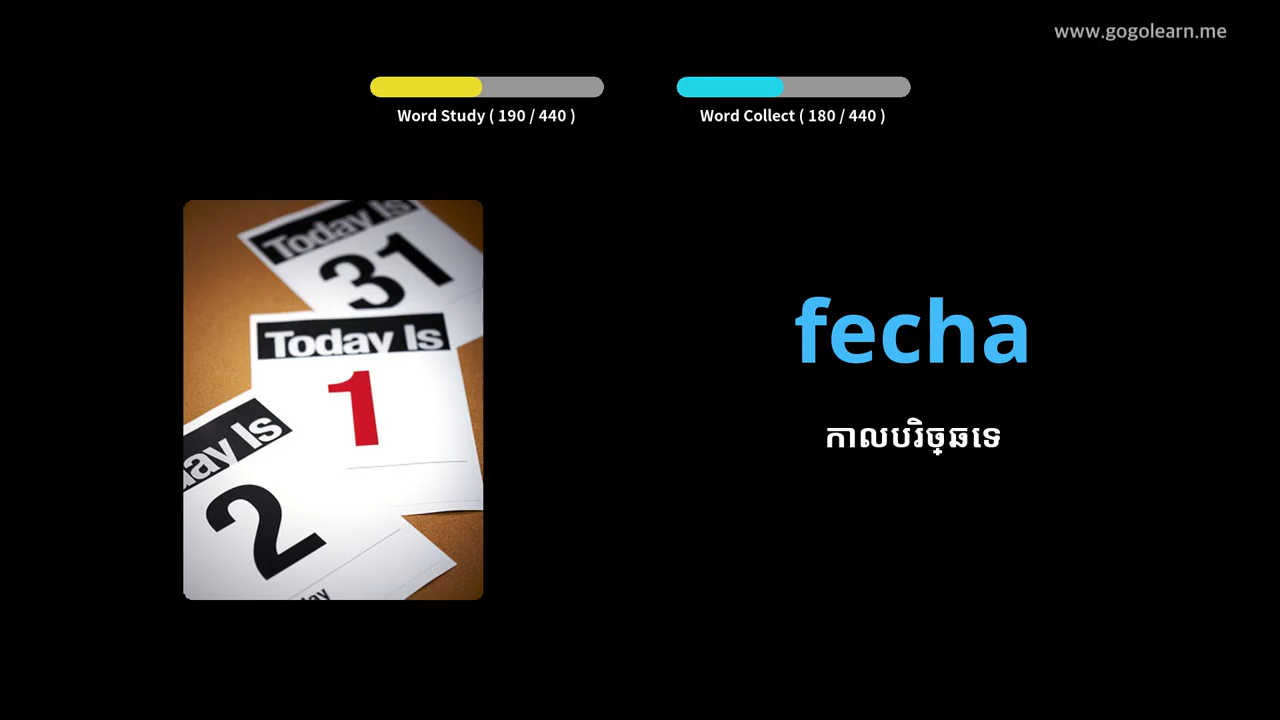 www.gogolearn.me
Word Study ( 190 / 440 )
Word Collect ( 180 / 440 )
Today Is
31
Today Is
1
ay Is
2
fecha
កាលបរិច្ឆទេ